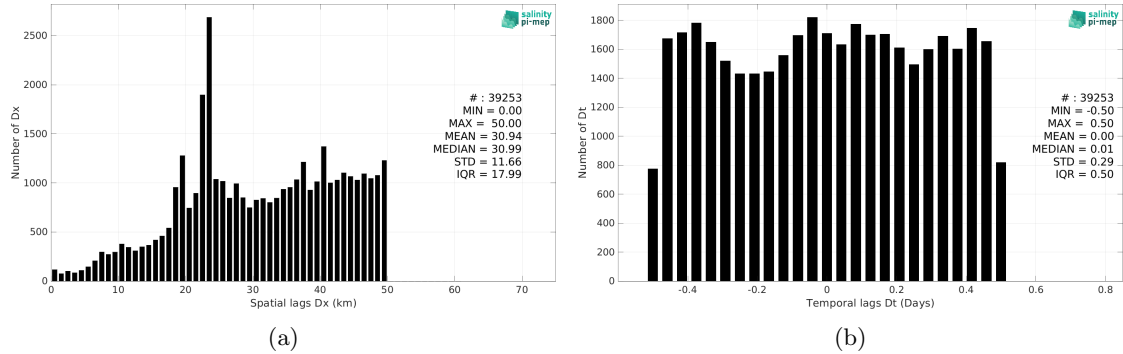 salinity
pi-mep
2500
2000
1500
1000
500
0
Number of Dx
# : 39253
MIN = 0.00
MAX = 50.00
MEAN = 30.94
MEDIAN = 30.99
STD = 11.66
IQR = 17.99
0 10 20 30 40 50 60 70
Spatial lags Dx (km)
(a)
salinity
pi-mep
1800
1600
1400
1200
1000
800
600
400
200
0
Number of Dt
# : 39253
MIN = -0.50
MAX = 0.50
MEAN = 0.00
MEDIAN = 0.01
STD = 0.29
IQR = 0.50
-0.4 -0.2 0 0.2 0.4 0.6 0.8
Temporal lags Dt (Days)
(b)